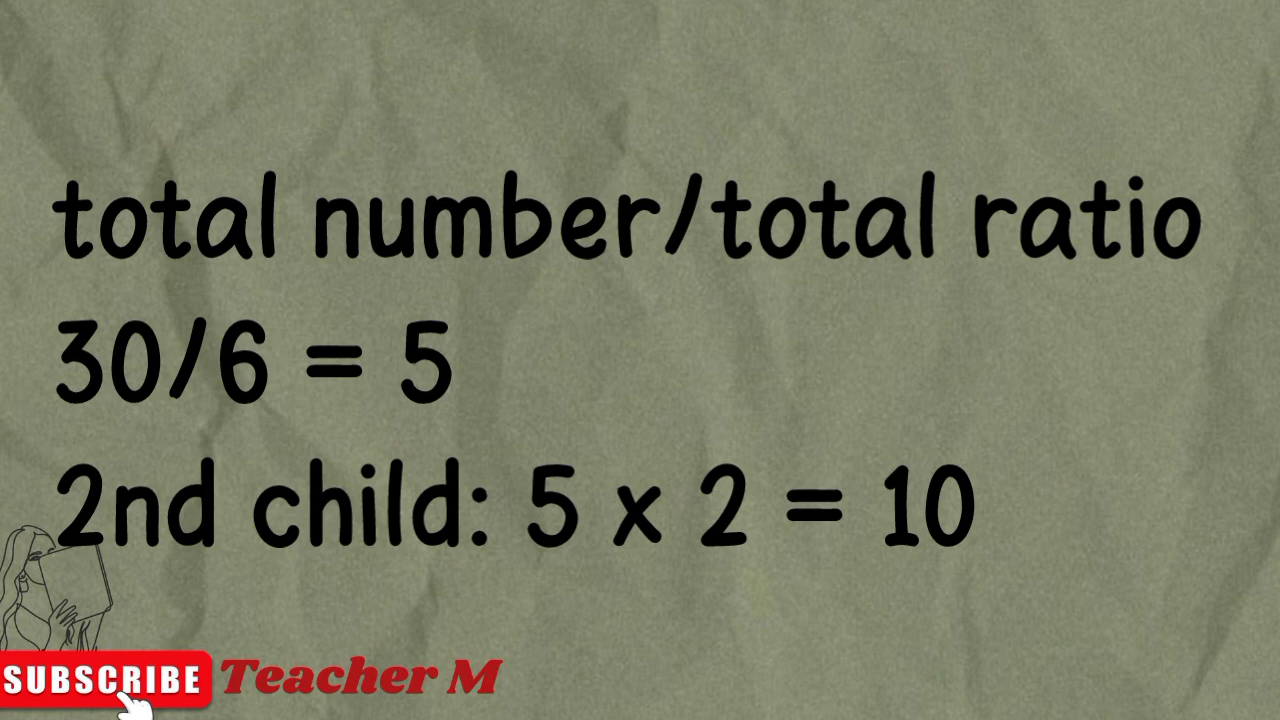 total number/total ratio
30/6 = 5
2nd child: 5 x 2 = 10
SUBSCRIBE Teacher M